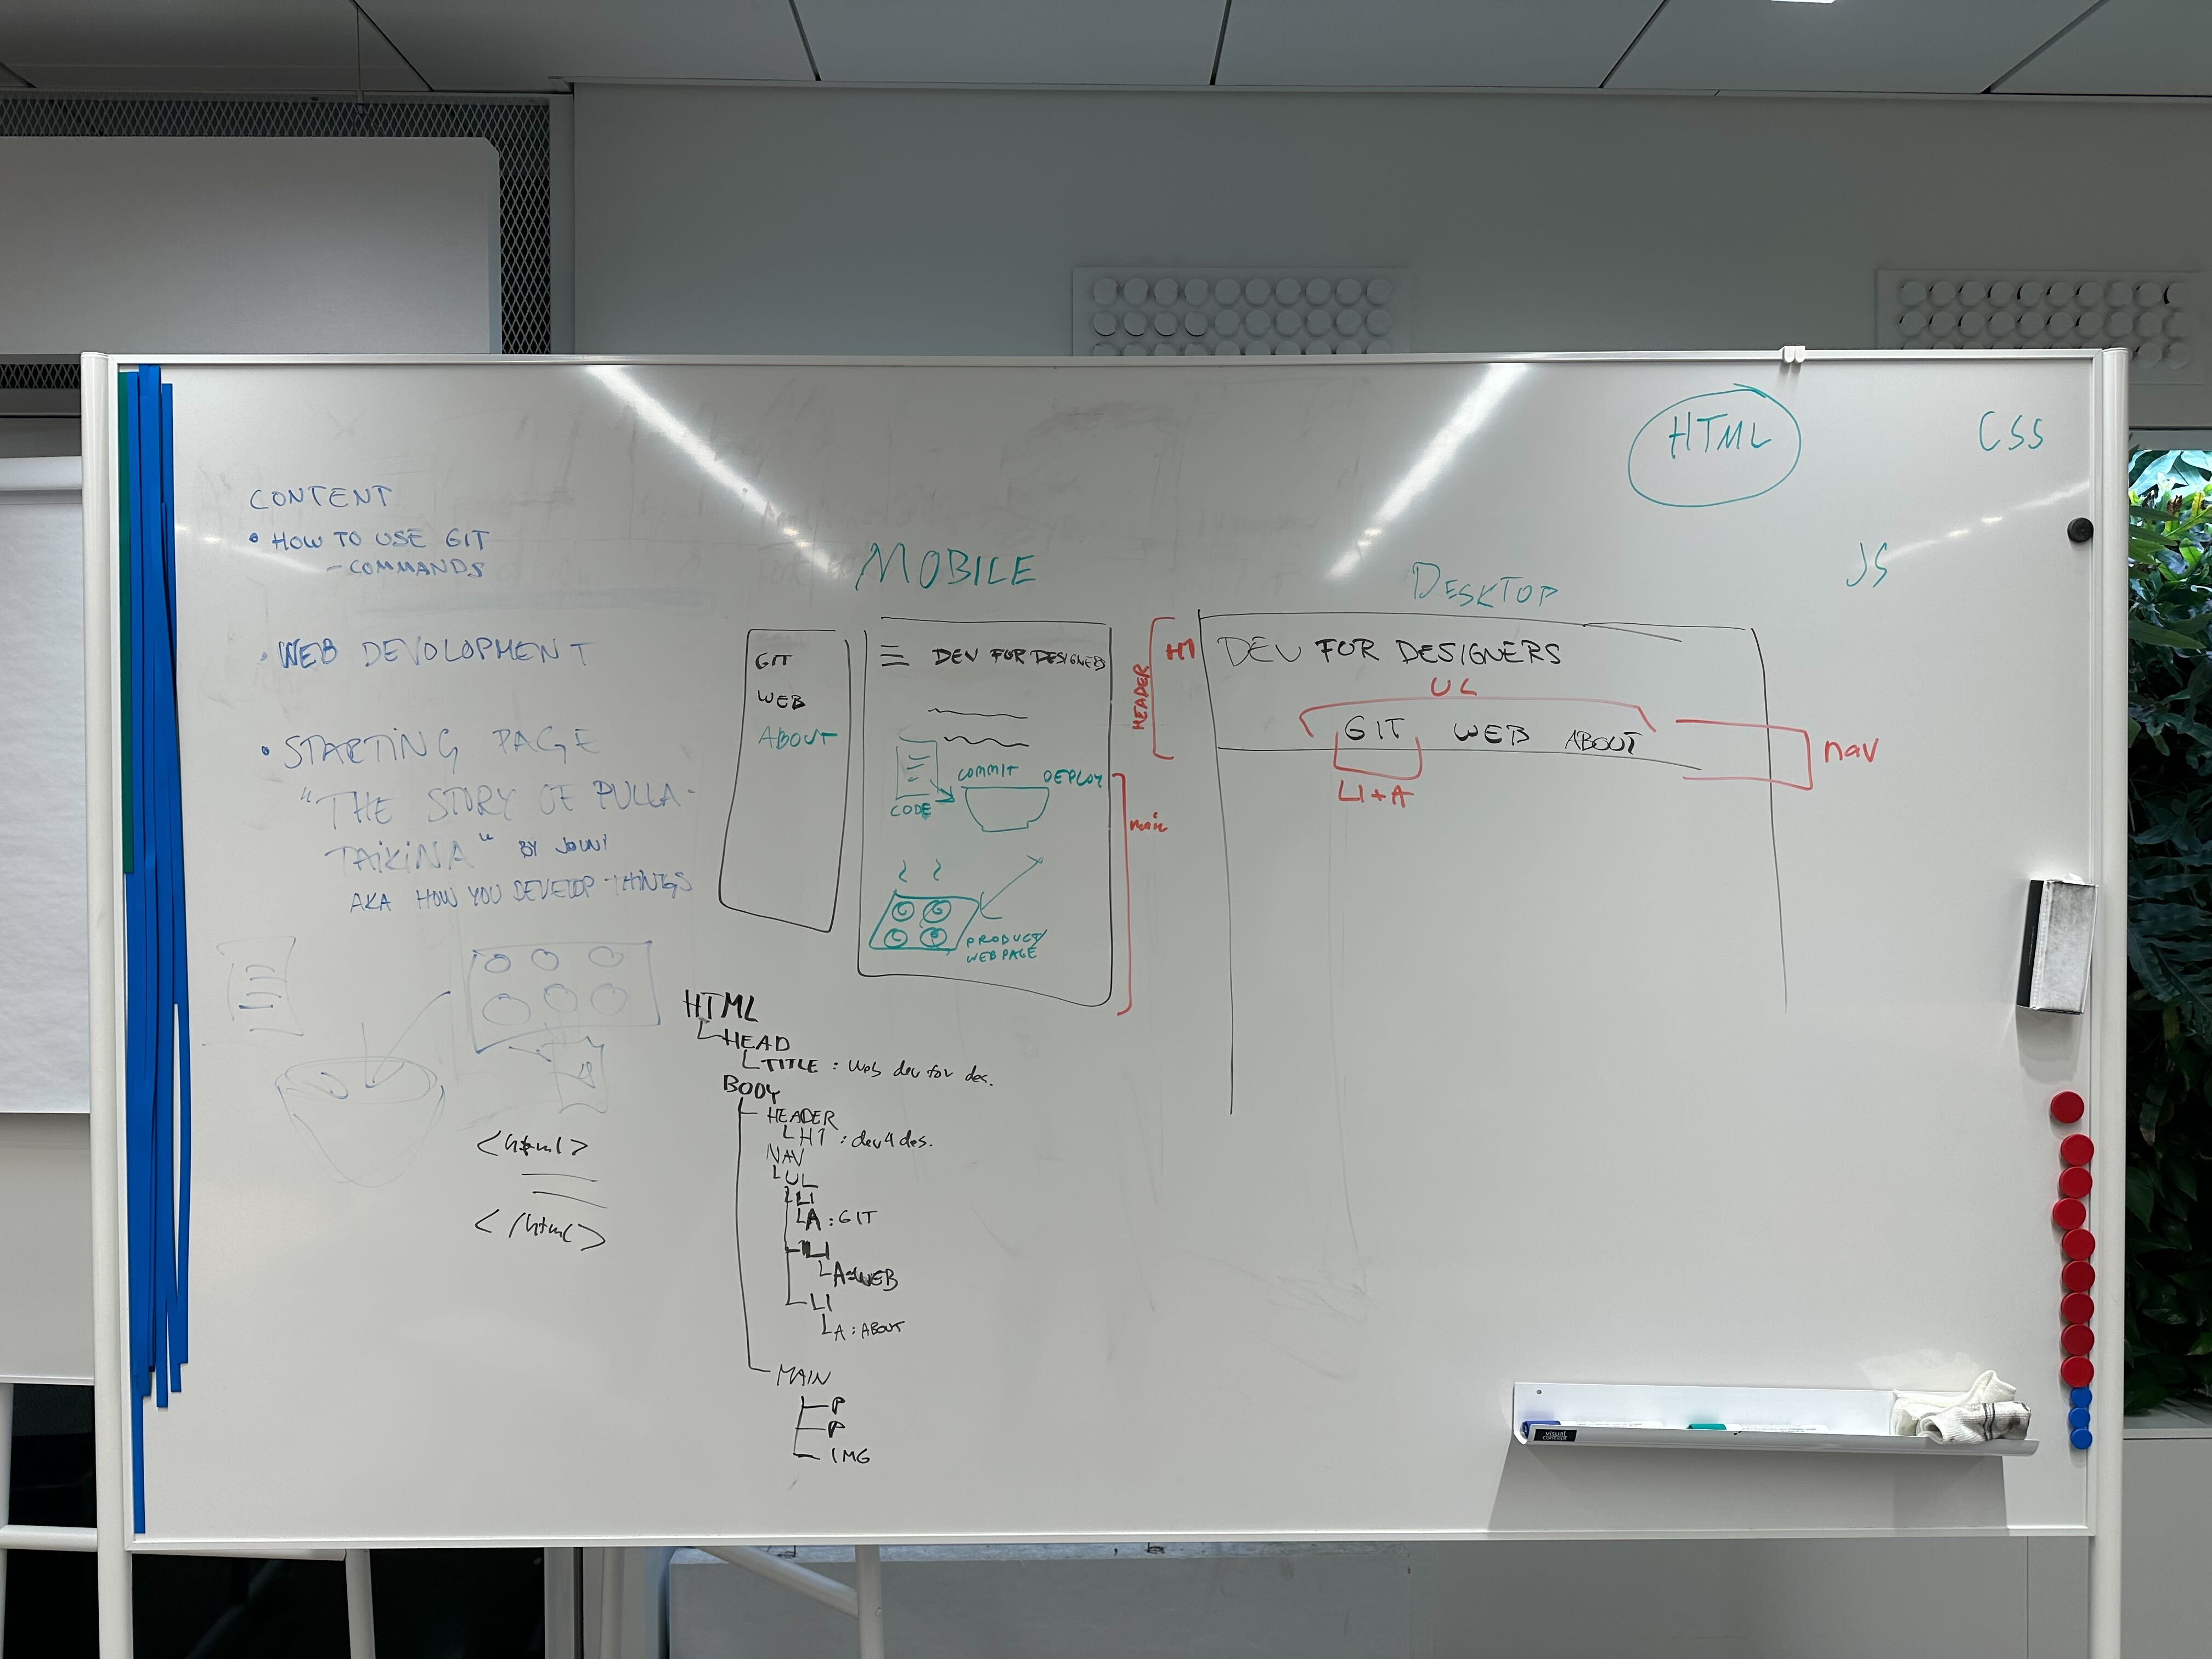 HTML
CSS
JS
CONTENT
• HOW TO USE GIT
- COMMANDS
• WEB DEVOLOPMENT
• STARTING PAGE
"THE STORY OF PULLA-
TAIKINA" BY JOUNI
AKA HOW YOU DEVELOP THINGS
<html>
</html>
MOBILE
GIT
WEB
ABOUT
DEV FOR DESIGNERS
CODE
COMMIT
DEPLOY
PRODUCT/
WEBPAGE
main
DESKTOP
HEADER
H1
DEV FOR DESIGNERS
UL
GIT WEB ABOUT
LI + A
nav
HTML
HEAD
TITLE : Web dev for des.
BODY
HEADER
H1 : dev4des.
NAV
UL
LI
A : GIT
LI
A : WEB
LI
A : ABOUT
MAIN
P
P
IMG
visual
concept